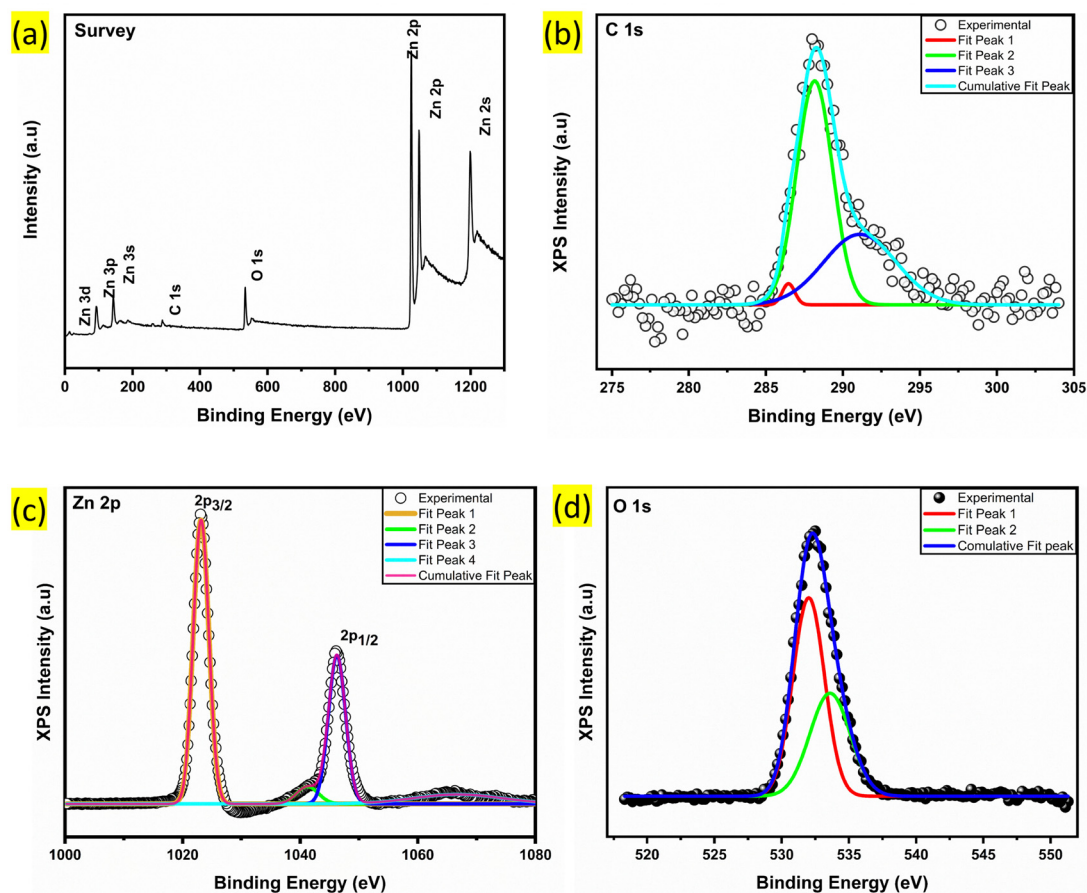 (a)
Survey
Zn 2p
Zn 2p
Zn 2s
Zn 3d
Zn 3p
Zn 3s
C 1s
O 1s
Intensity (a.u)
0 200 400 600 800 1000 1200
Binding Energy (eV)
(b)
C 1s
Experimental
Fit Peak 1
Fit Peak 2
Fit Peak 3
Cumulative Fit Peak
XPS Intensity (a.u)
275 280 285 290 295 300 305
Binding Energy (eV)
(c)
Zn 2p
2p3/2
2p1/2
Experimental
Fit Peak 1
Fit Peak 2
Fit Peak 3
Fit Peak 4
Cumulative Fit Peak
XPS Intensity (a.u)
1000 1020 1040 1060 1080
Binding Energy (eV)
(d)
O 1s
Experimental
Fit Peak 1
Fit Peak 2
Comulative Fit peak
XPS Intensity (a.u)
520 525 530 535 540 545 550
Binding Energy (eV)